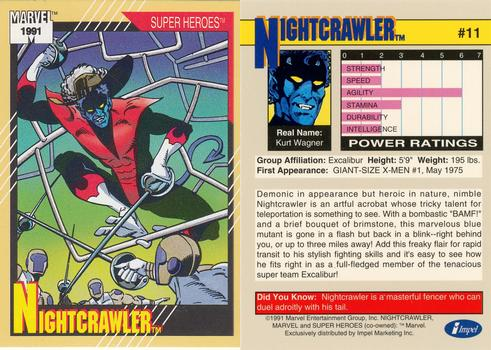 MARVEL™
1991
SUPER HEROES™
NIGHTCRAWLER™
NIGHTCRAWLER™
#11
0 1 2 3 4 5 6 7
STRENGTH
SPEED
AGILITY
STAMINA
DURABILITY
INTELLIGENCE
POWER RATINGS
Real Name:
Kurt Wagner
Group Affiliation: Excalibur Height: 5'9" Weight: 195 lbs.
First Appearance: GIANT-SIZE X-MEN #1, May 1975
Demonic in appearance but heroic in nature, nimble
Nightcrawler is an artful acrobat whose tricky talent for
teleportation is something to see. With a bombastic "BAMF!" and
a brief bouquet of brimstone, this marvelous blue
mutant is gone in a flash but back in a blink--right behind
you, or up to three miles away! Add this freaky flair for rapid
transit to his stylish fighting skills and it's easy to see how
he fits right in as a full-fledged member of the tenacious
super team Excalibur!
Did You Know: Nightcrawler is a masterful fencer who can
duel adroitly with his tail.
©1991 Marvel Entertainment Group, Inc. NIGHTCRAWLER,
MARVEL and SUPER HEROES (co-owned): ™ Marvel.
Exclusively distributed by Impel Marketing Inc.
Impel